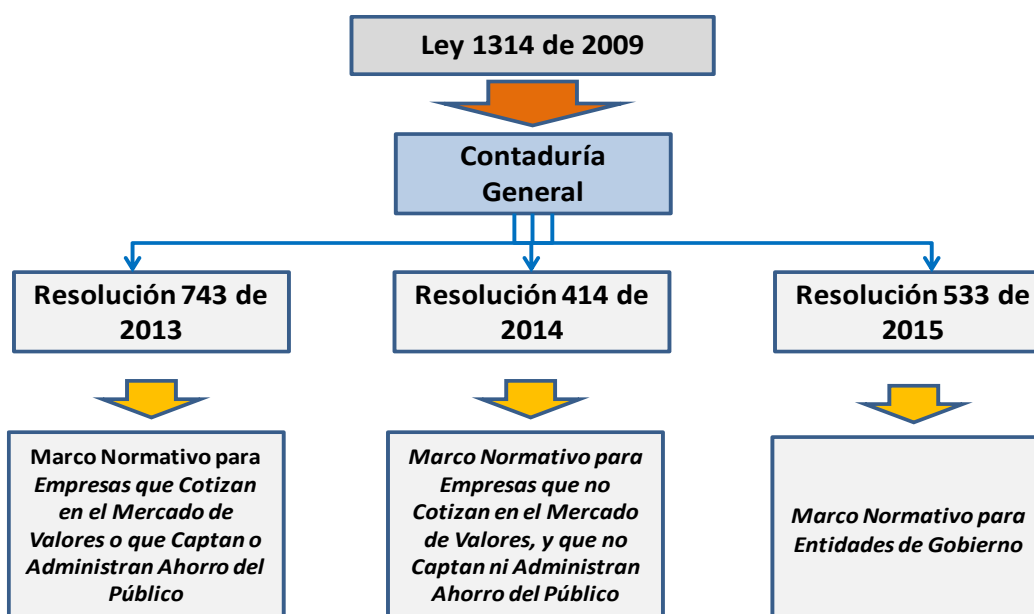 Ley 1314 de 2009
Contaduría
General
Resolución 743 de
2013
Resolución 414 de
2014
Resolución 533 de
2015
Marco Normativo para
Empresas que Cotizan
en el Mercado de
Valores o que Captan o
Administran Ahorro del
Público
Marco Normativo para
Empresas que no
Cotizan en el Mercado
de Valores, y que no
Captan ni Administran
Ahorro del Público
Marco Normativo para
Entidades de Gobierno